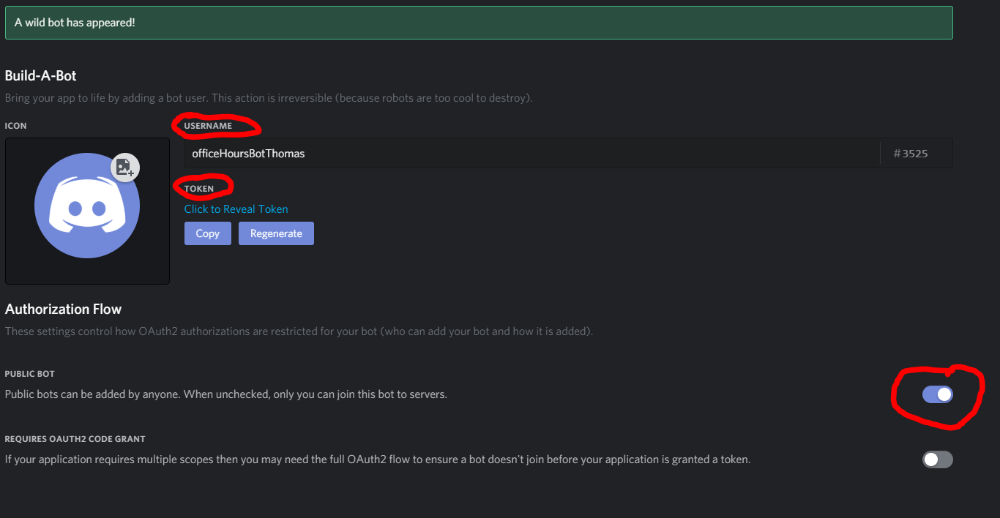 A wild bot has appeared!
Build-A-Bot
Bring your app to life by adding a bot user. This action is irreversible (because robots are too cool to destroy).
ICON
USERNAME
officeHoursBotThomas
#3525
TOKEN
Click to Reveal Token
Copy
Regenerate
Authorization Flow
These settings control how OAuth2 authorizations are restricted for your bot (who can add your bot and how it is added).
PUBLIC BOT
Public bots can be added by anyone. When unchecked, only you can join this bot to servers.
REQUIRES OAUTH2 CODE GRANT
If your application requires multiple scopes then you may need the full OAuth2 flow to ensure a bot doesn't join before your application is granted a token.